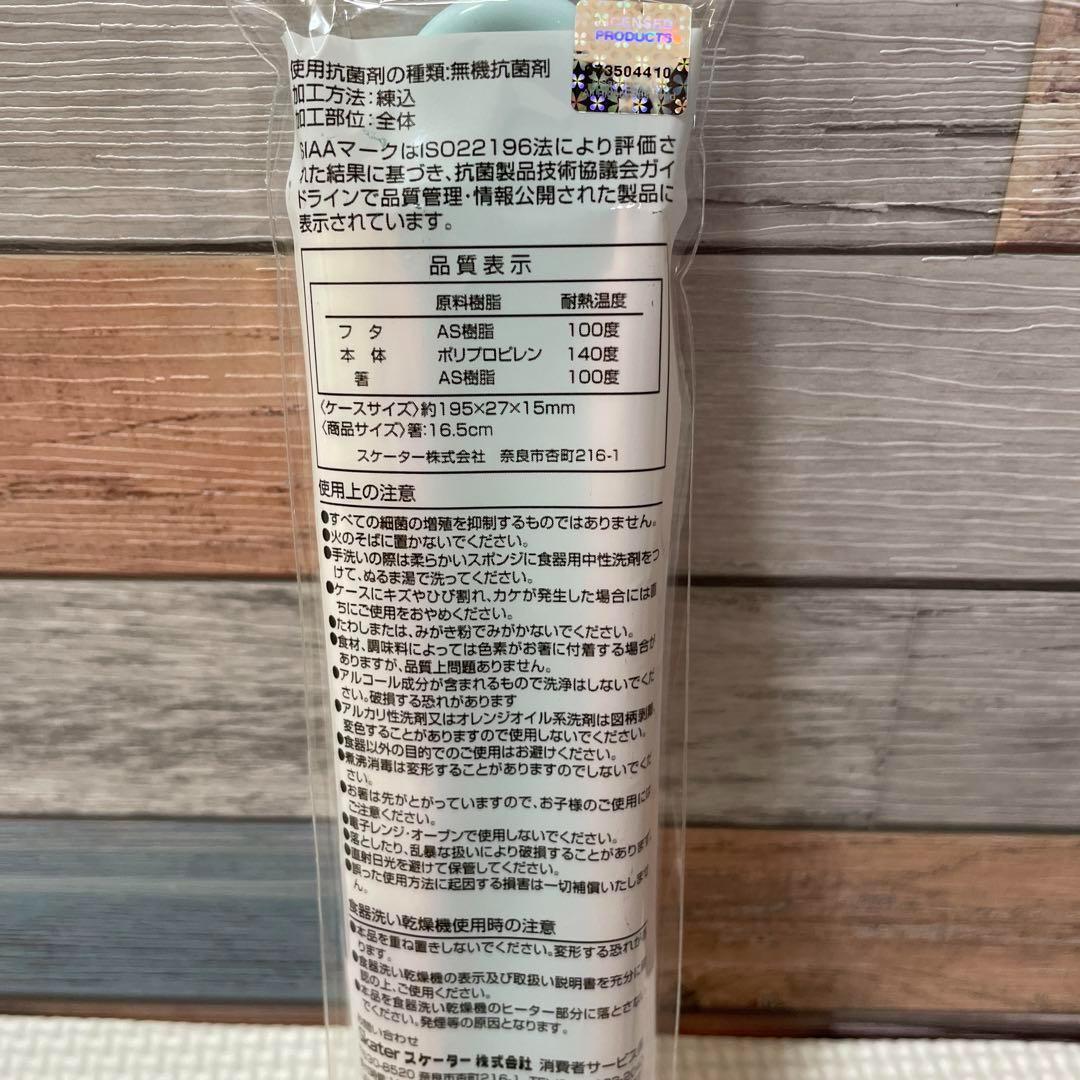 LICENSED
PRODUCTS
073504410
使用抗菌剤の種類:無機抗菌剤
加工方法:練込
加工部位:全体
SIAAマークはISO22196法により評価さ
れた結果に基づき、抗菌製品技術協議会ガイ
ドラインで品質管理・情報公開された製品に
表示されています。
品質表示
原料樹脂 耐熱温度
フタ AS樹脂 100度
本体 ポリプロピレン 140度
箸 AS樹脂 100度
〈ケースサイズ〉約195×27×15mm
〈商品サイズ〉箸:16.5cm
スケーター株式会社 奈良市杏町216-1
使用上の注意
●すべての細菌の増殖を抑制するものではありません。
●火のそばに置かないでください。
●手洗いの際は柔らかいスポンジに食器用中性洗剤をつ
けて、ぬるま湯で洗ってください。
●ケースにキズやひび割れ、カケが発生した場合には直
ちにご使用をおやめください。
●たわしまたは、みがき粉でみがかないでください。
●食材、調味料によっては色素がお箸に付着する場合が
ありますが、品質上問題ありません。
●アルコール成分が含まれるもので洗浄はしないでくだ
さい。破損する恐れがあります
●アルカリ性洗剤又はオレンジオイル系洗剤は図柄剥離、
変色することがありますので使用しないでください。
●食器以外の目的でのご使用はお避けください。
●煮沸消毒は変形することがありますのでしないでくだ
さい。
●お箸は先がとがっていますので、お子様のご使用には
ご注意ください。
●電子レンジ・オーブンで使用しないでください。
●落としたり、乱暴な扱いにより破損することがあります。
●直射日光を避けて保管してください。
●誤った使用方法に起因する損害は一切補償いたしませ
ん。
食器洗い乾燥機使用時の注意
●本品を重ね置きしないでください。変形する恐れがあ
ります。
●食器洗い乾燥機の表示及び取扱い説明書を充分に確
認の上、ご使用ください。
●本品を食器洗い乾燥機のヒーター部分に落とさない
でください。発煙等の原因となります。
お問い合わせ
skater スケーター株式会社 消費者サービス
630-8520 奈良市杏町216-1